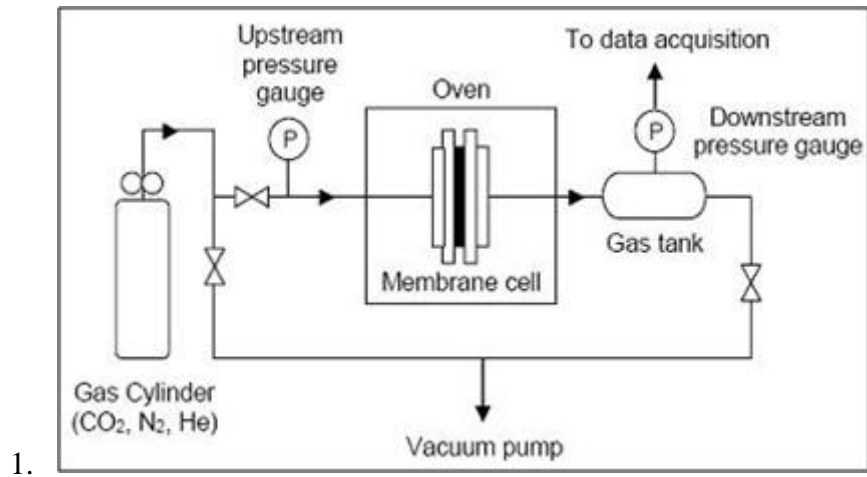 Upstream
pressure
gauge
To data acquisition
Oven
P
P
Downstream
pressure gauge
Gas tank
Membrane cell
Gas Cylinder
(CO₂, N₂, He)
Vacuum pump
1.